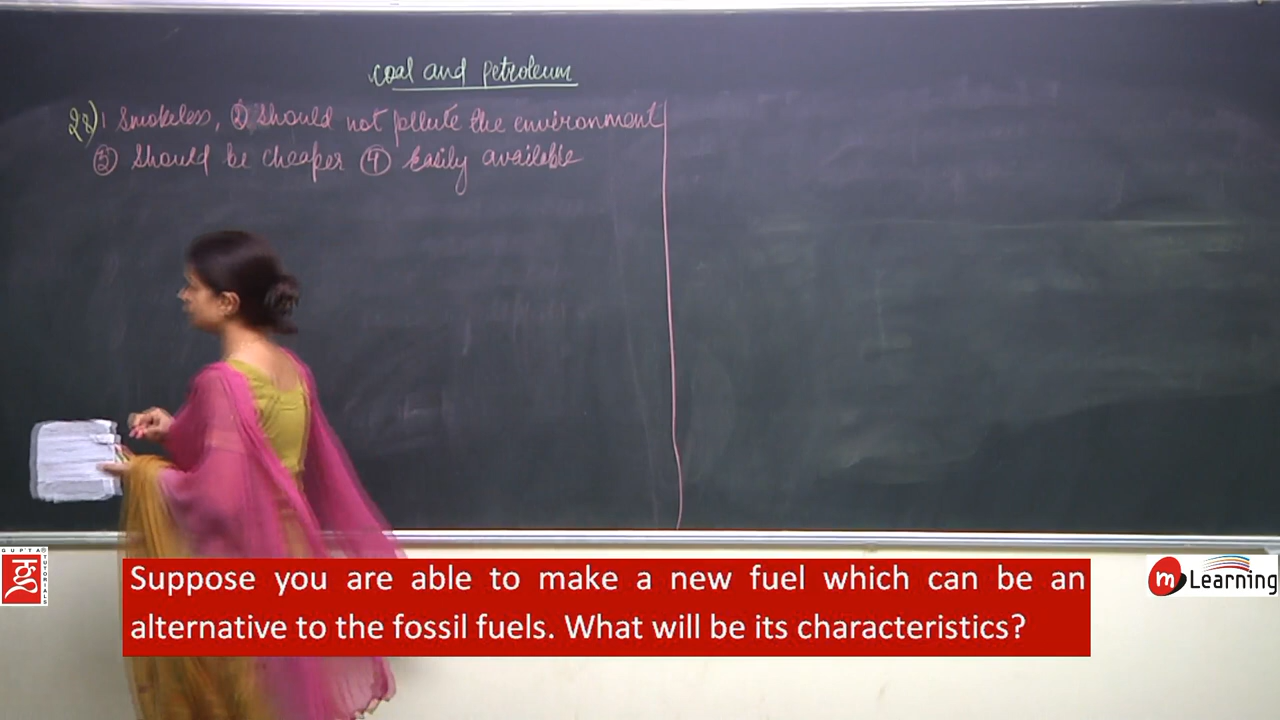 coal and petroleum
28) 1 Smokeless, ② Should not pollute the environment
③ Should be cheaper ④ Easily available
Suppose you are able to make a new fuel which can be an
alternative to the fossil fuels. What will be its characteristics?
GUPTA
TUTORIALS
m Learning